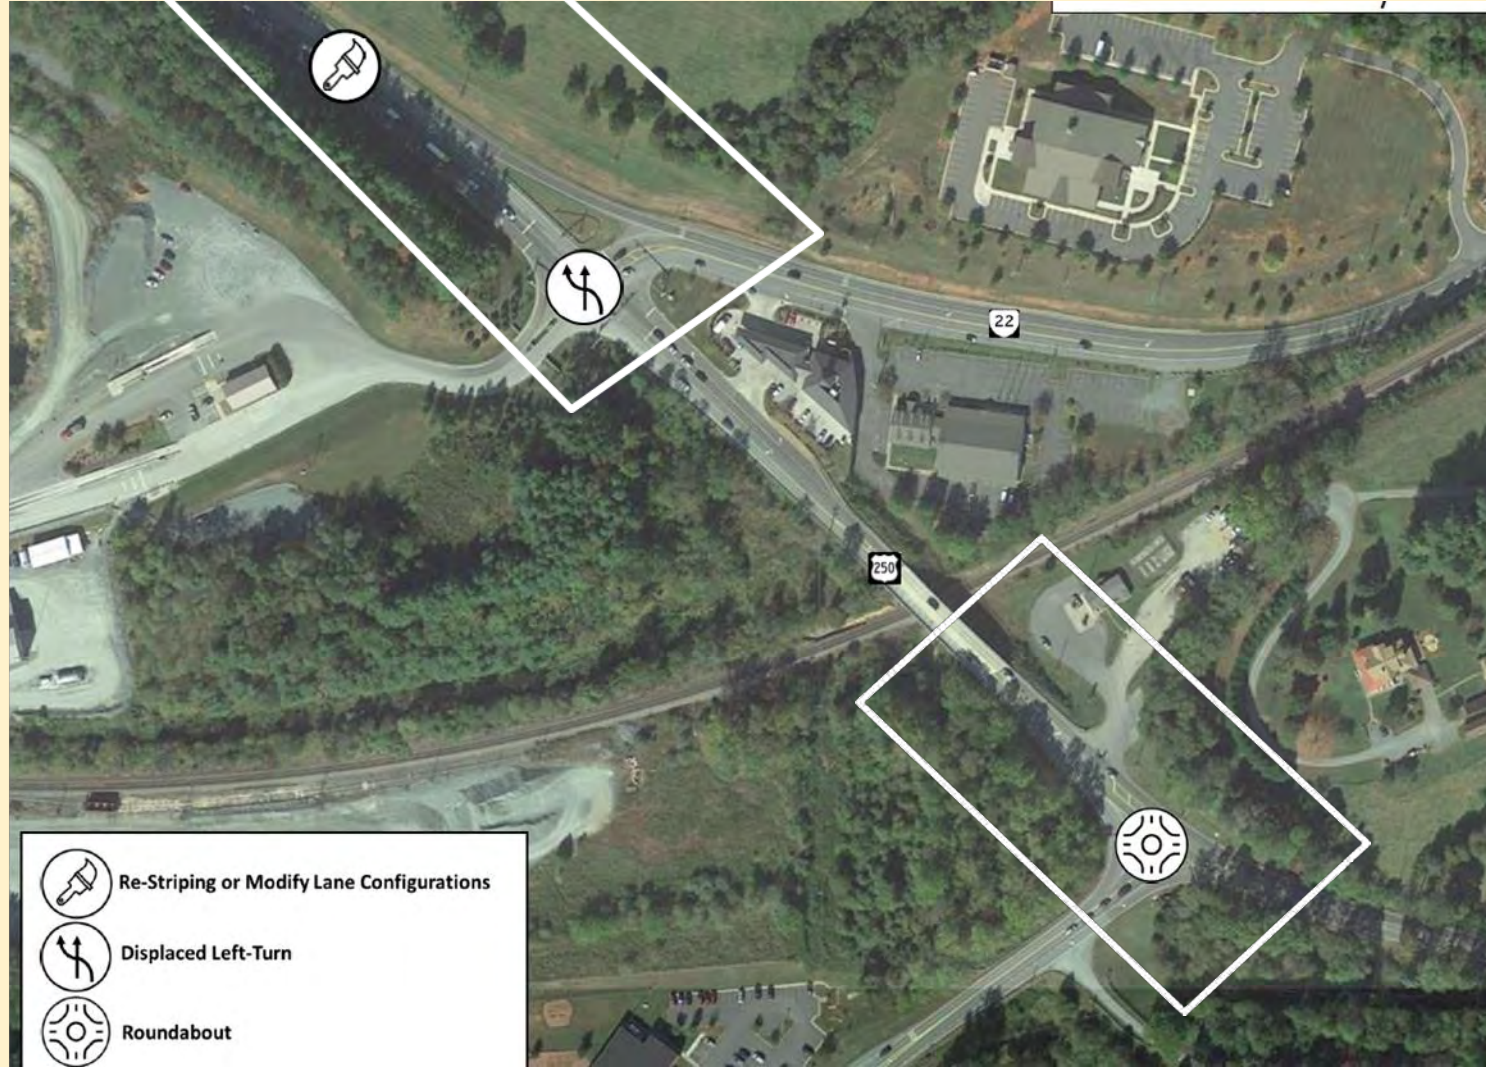 22
250
Re-Striping or Modify Lane Configurations
Displaced Left-Turn
Roundabout